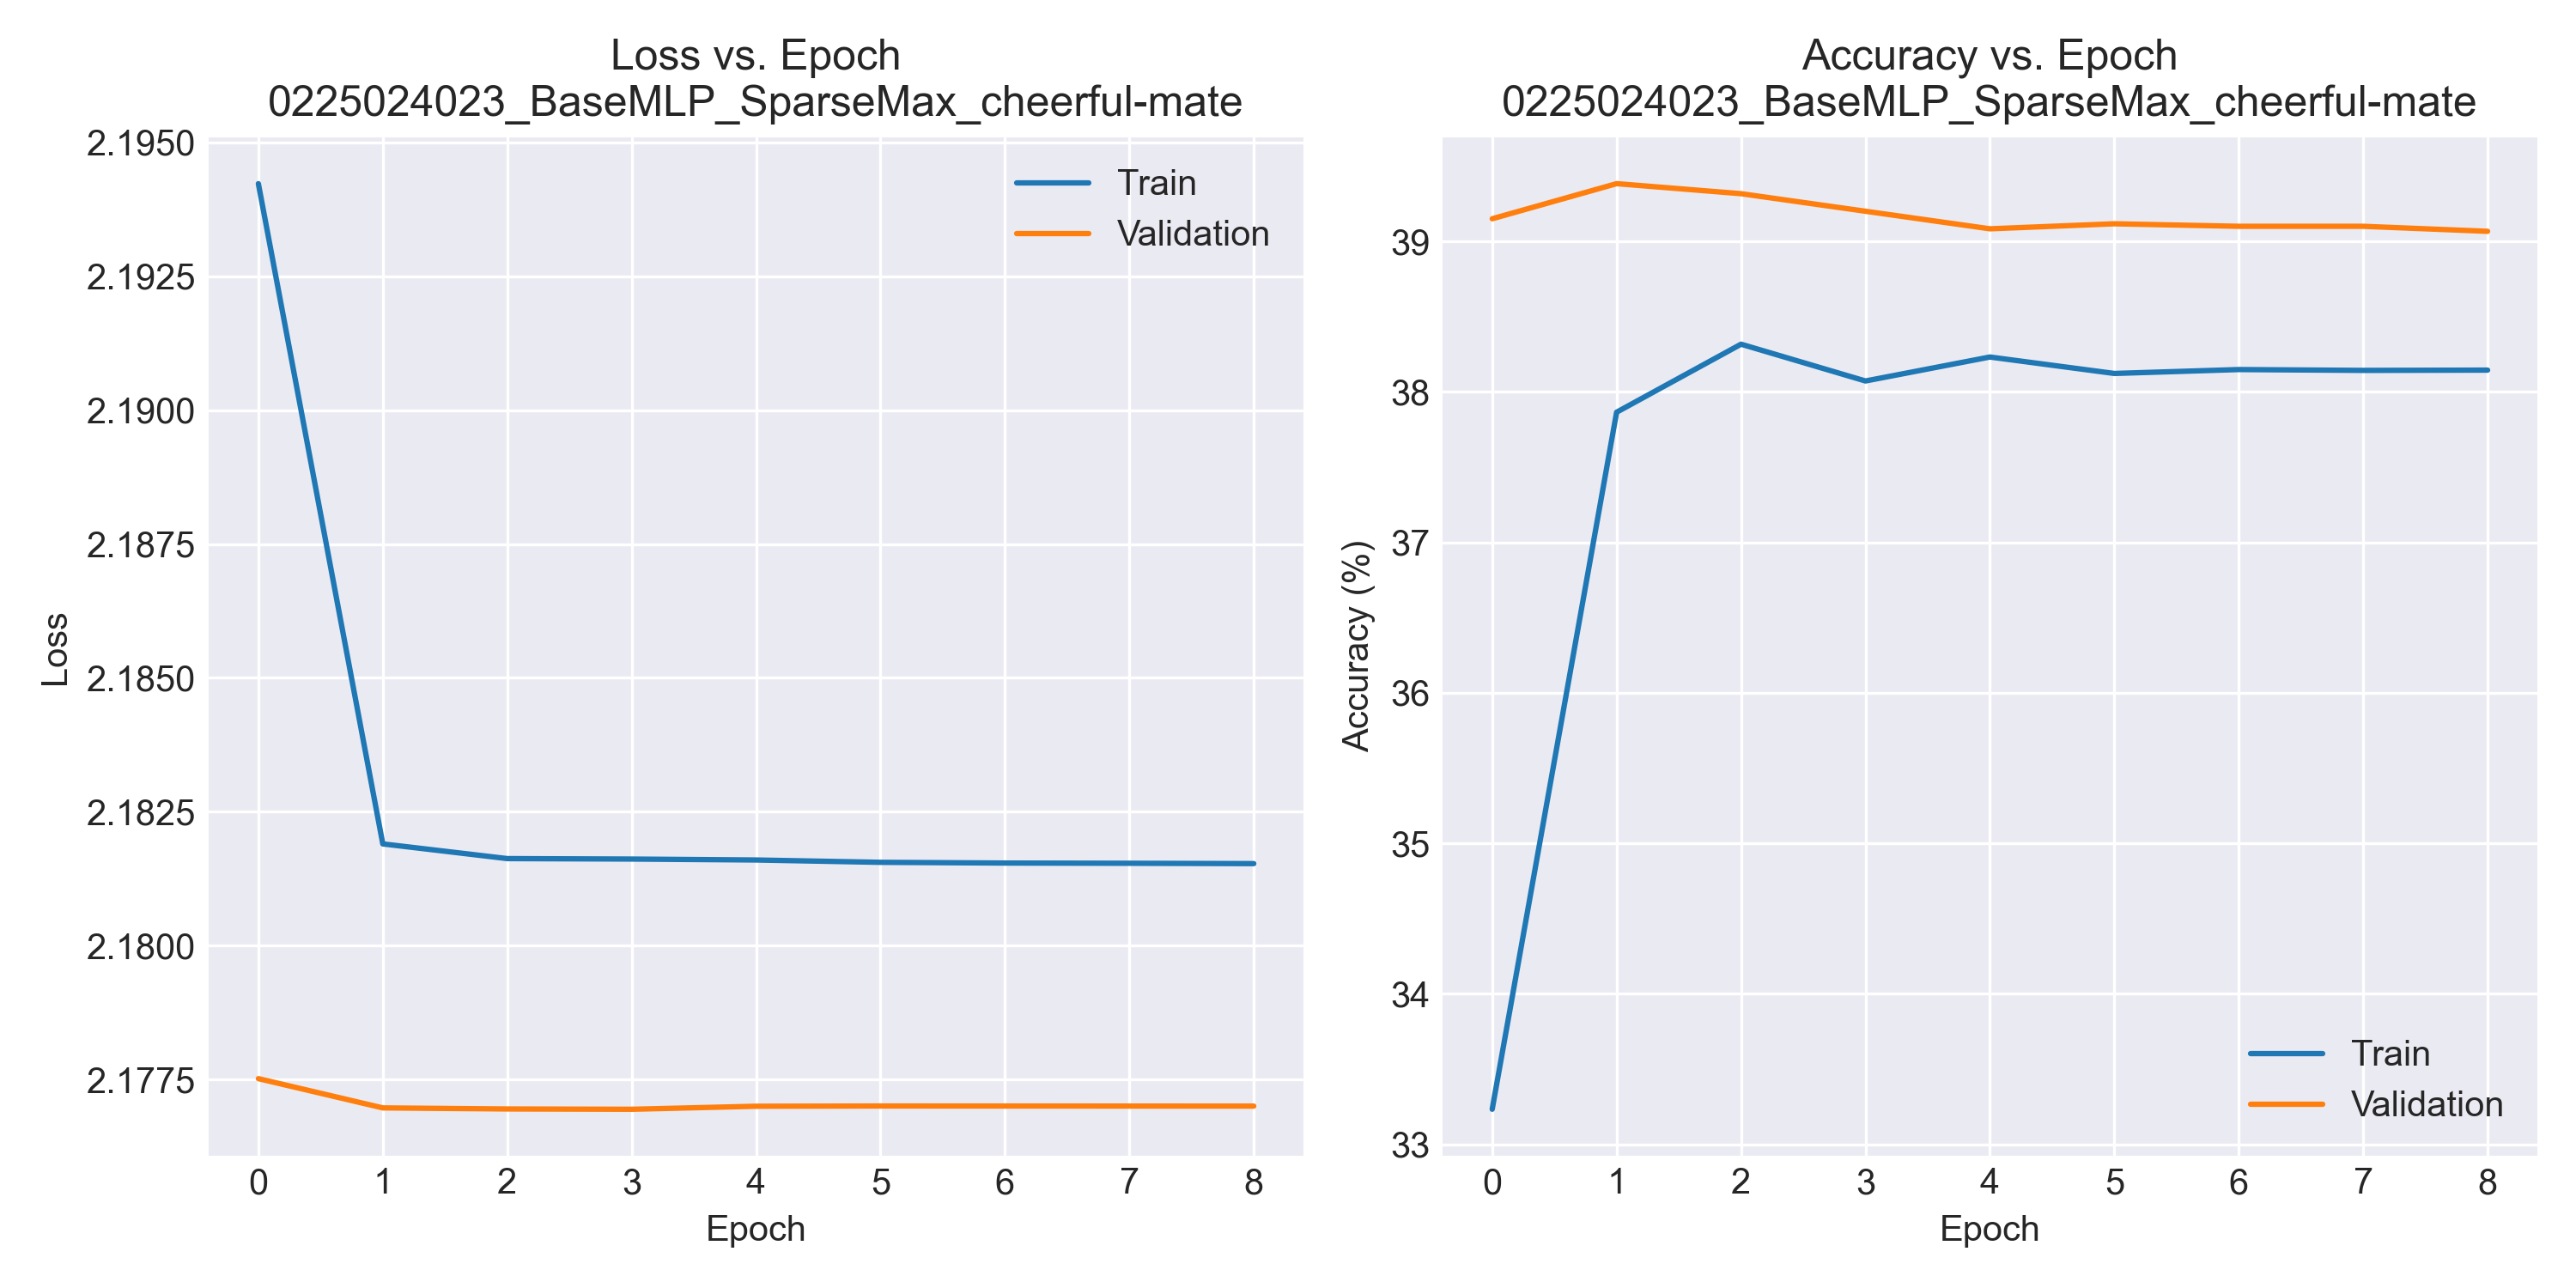 Loss vs. Epoch
0225024023_BaseMLP_SparseMax_cheerful-mate
2.1950
2.1925
2.1900
2.1875
2.1850
2.1825
2.1800
2.1775
Loss
Train
Validation
0 1 2 3 4 5 6 7 8
Epoch
Accuracy vs. Epoch
0225024023_BaseMLP_SparseMax_cheerful-mate
39
38
37
36
35
34
33
Accuracy (%)
Train
Validation
0 1 2 3 4 5 6 7 8
Epoch